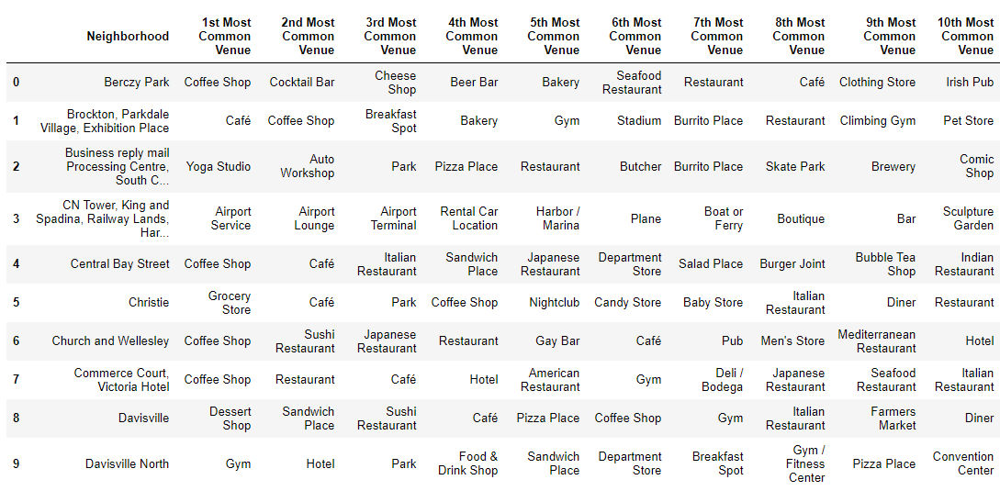 Neighborhood 1st Most Common Venue 2nd Most Common Venue 3rd Most Common Venue 4th Most Common Venue 5th Most Common Venue 6th Most Common Venue 7th Most Common Venue 8th Most Common Venue 9th Most Common Venue 10th Most Common Venue
0 Berczy Park Coffee Shop Cocktail Bar Cheese Shop Beer Bar Bakery Seafood Restaurant Restaurant Café Clothing Store Irish Pub
1 Brockton, Parkdale Village, Exhibition Place Café Coffee Shop Breakfast Spot Bakery Gym Stadium Burrito Place Restaurant Climbing Gym Pet Store
2 Business reply mail Processing Centre, South C... Yoga Studio Auto Workshop Park Pizza Place Restaurant Butcher Burrito Place Skate Park Brewery Comic Shop
3 CN Tower, King and Spadina, Railway Lands, Har... Airport Service Airport Lounge Airport Terminal Rental Car Location Harbor / Marina Plane Boat or Ferry Boutique Bar Sculpture Garden
4 Central Bay Street Coffee Shop Café Italian Restaurant Sandwich Place Japanese Restaurant Department Store Salad Place Burger Joint Bubble Tea Shop Indian Restaurant
5 Christie Grocery Store Café Park Coffee Shop Nightclub Candy Store Baby Store Italian Restaurant Diner Restaurant
6 Church and Wellesley Coffee Shop Sushi Restaurant Japanese Restaurant Restaurant Gay Bar Café Pub Men's Store Mediterranean Restaurant Hotel
7 Commerce Court, Victoria Hotel Coffee Shop Restaurant Café Hotel American Restaurant Gym Deli / Bodega Japanese Restaurant Seafood Restaurant Italian Restaurant
8 Davisville Dessert Shop Sandwich Place Sushi Restaurant Café Pizza Place Coffee Shop Gym Italian Restaurant Farmers Market Diner
9 Davisville North Gym Hotel Park Food & Drink Shop Sandwich Place Department Store Breakfast Spot Gym / Fitness Center Pizza Place Convention Center